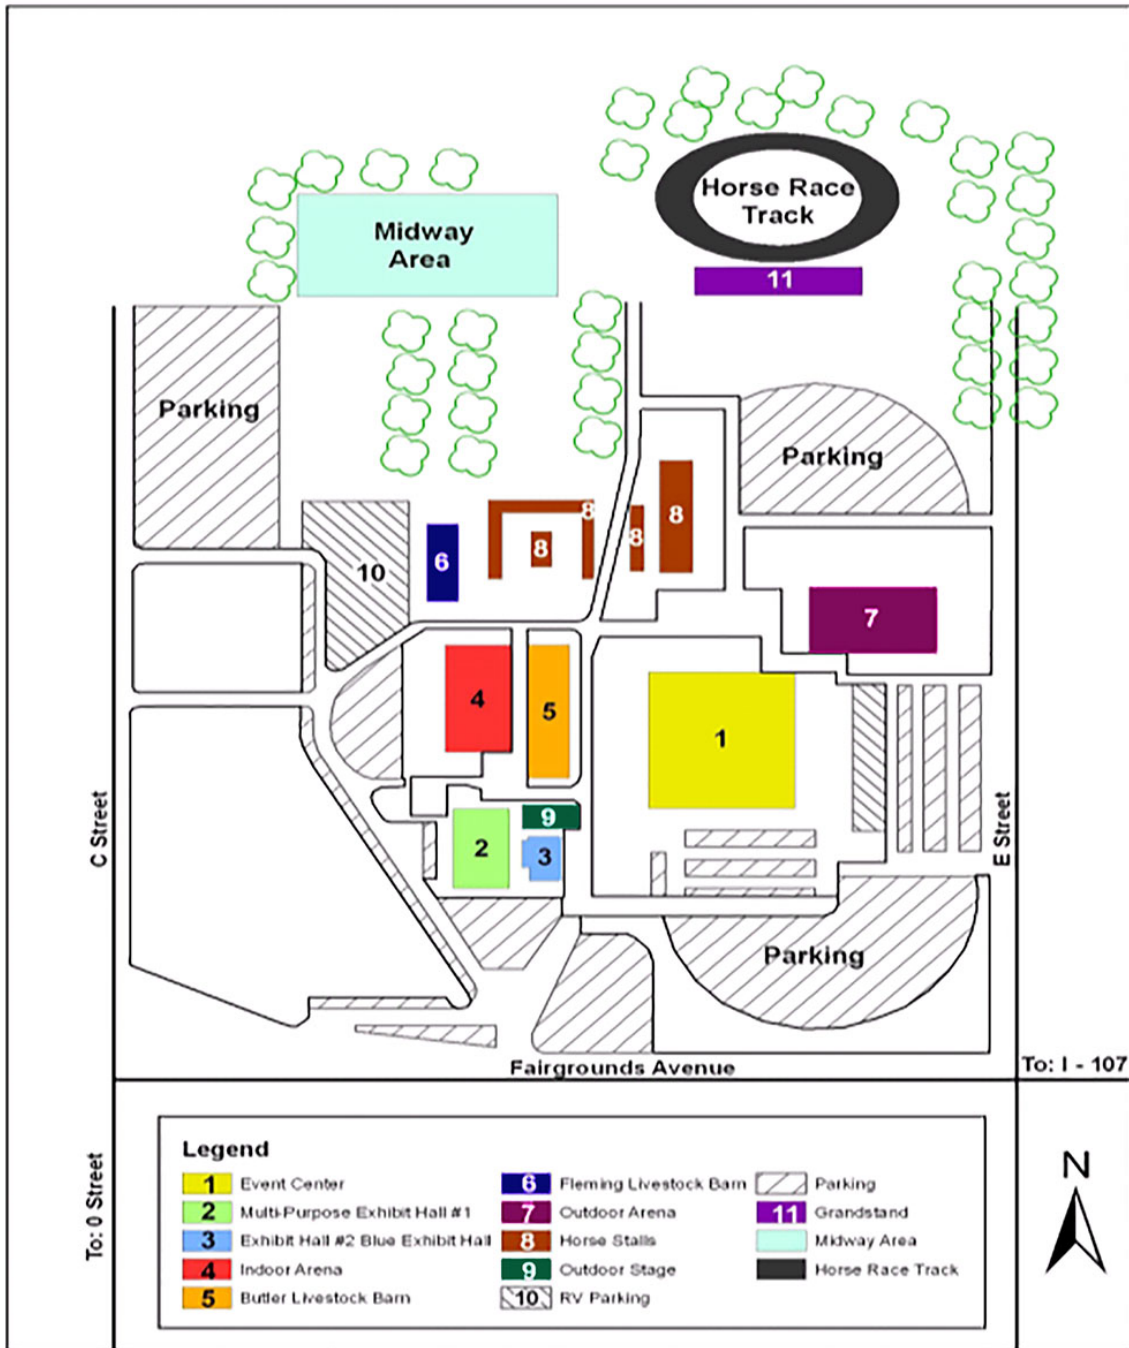 Horse Race
Track
Midway
Area
11
Parking
Parking
8
8
8
8
6
10
7
4
5
1
9
2
3
C Street
E Street
Parking
Fairgrounds Avenue
To: I - 107
To: 0 Street
N
Legend
1 Event Center
2 Multi-Purpose Exhibit Hall #1
3 Exhibit Hall #2 Blue Exhibit Hall
4 Indoor Arena
5 Butler Livestock Barn
6 Fleming Livestock Barn
7 Outdoor Arena
8 Horse Stalls
9 Outdoor Stage
10 RV Parking
Parking
11 Grandstand
Midway Area
Horse Race Track